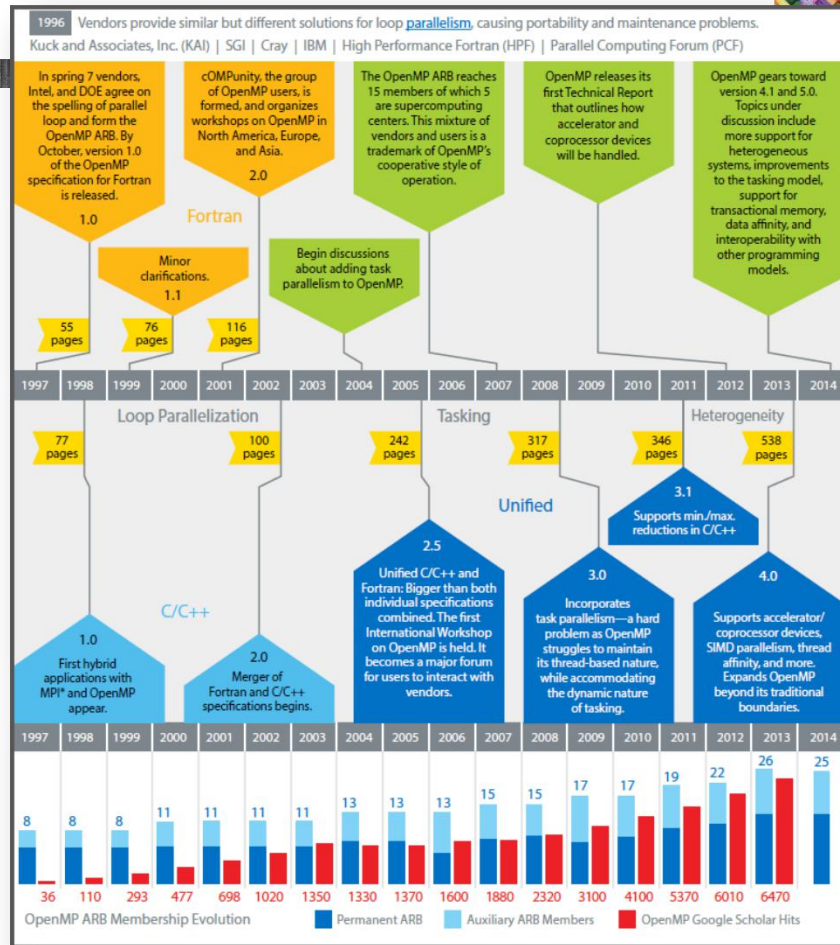 1996 Vendors provide similar but different solutions for loop parallelism, causing portability and maintenance problems.
Kuck and Associates, Inc. (KAI) | SGI | Cray | IBM | High Performance Fortran (HPF) | Parallel Computing Forum (PCF)
In spring 7 vendors,
Intel, and DOE agree on
the spelling of parallel
loop and form the
OpenMP ARB. By
October, version 1.0
of the OpenMP
specification for Fortran
is released.
1.0
cOMPunity, the group
of OpenMP users, is
formed, and organizes
workshops on OpenMP in
North America, Europe,
and Asia.
2.0
The OpenMP ARB reaches
15 members of which 5
are supercomputing
centers. This mixture of
vendors and users is a
trademark of OpenMP's
cooperative style of
operation.
OpenMP releases its
first Technical Report
that outlines how
accelerator and
coprocessor devices
will be handled.
OpenMP gears toward
version 4.1 and 5.0.
Topics under
discussion include
more support for
heterogeneous
systems, improvements
to the tasking model,
support for
transactional memory,
data affinity, and
interoperability with
other programming
models.
Fortran
Minor
clarifications.
1.1
Begin discussions
about adding task
parallelism to OpenMP.
55
pages
76
pages
116
pages
1997 1998 1999 2000 2001 2002 2003 2004 2005 2006 2007 2008 2009 2010 2011 2012 2013 2014
Loop Parallelization Tasking Heterogeneity
77
pages
100
pages
242
pages
317
pages
346
pages
538
pages
Unified
3.1
Supports min./max.
reductions in C/C++
2.5
Unified C/C++ and
Fortran: Bigger than both
individual specifications
combined. The first
International Workshop
on OpenMP is held. It
becomes a major forum
for users to interact with
vendors.
3.0
Incorporates
task parallelism—a hard
problem as OpenMP
struggles to maintain
its thread-based nature,
while accommodating
the dynamic nature
of tasking.
4.0
Supports accelerator/
coprocessor devices,
SIMD parallelism, thread
affinity, and more.
Expands OpenMP
beyond its traditional
boundaries.
C/C++
1.0
First hybrid
applications with
MPI* and OpenMP
appear.
2.0
Merger of
Fortran and C/C++
specifications begins.
1997 1998 1999 2000 2001 2002 2003 2004 2005 2006 2007 2008 2009 2010 2011 2012 2013 2014
8 8 8 11 11 11 11 13 13 13 15 15 17 17 19 22 26 25
36 110 293 477 698 1020 1350 1330 1370 1600 1880 2320 3100 4100 5370 6010 6470
OpenMP ARB Membership Evolution Permanent ARB Auxiliary ARB Members OpenMP Google Scholar Hits